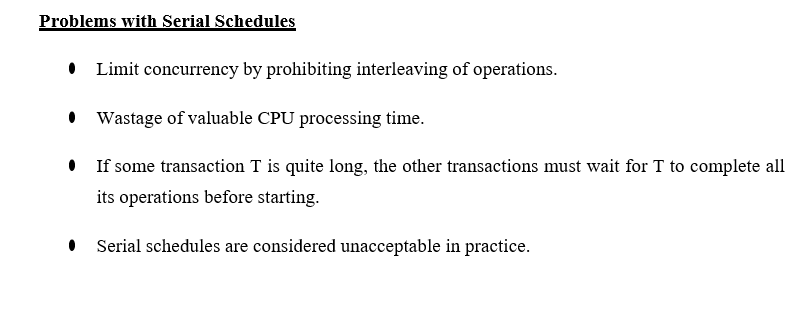 Problems with Serial Schedules
Limit concurrency by prohibiting interleaving of operations.
Wastage of valuable CPU processing time.
If some transaction T is quite long, the other transactions must wait for T to complete all
its operations before starting.
Serial schedules are considered unacceptable in practice.